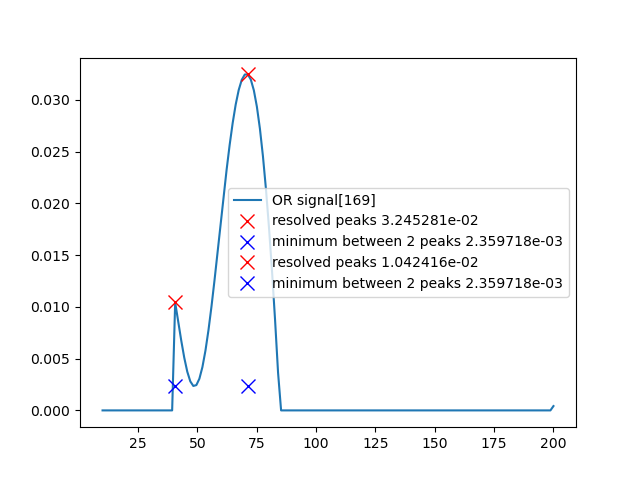 0.030
0.025
0.020
0.015
0.010
0.005
0.000
OR signal[169]
resolved peaks 3.245281e-02
minimum between 2 peaks 2.359718e-03
resolved peaks 1.042416e-02
minimum between 2 peaks 2.359718e-03
25 50 75 100 125 150 175 200